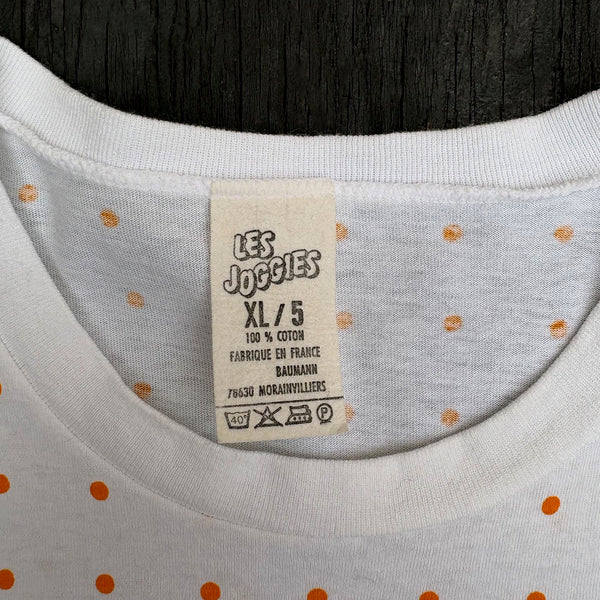 LES
JOGGIES
XL / 5
100 % COTON
FABRIQUE EN FRANCE
BAUMANN
78630 MORAINVILLIERS
40° P